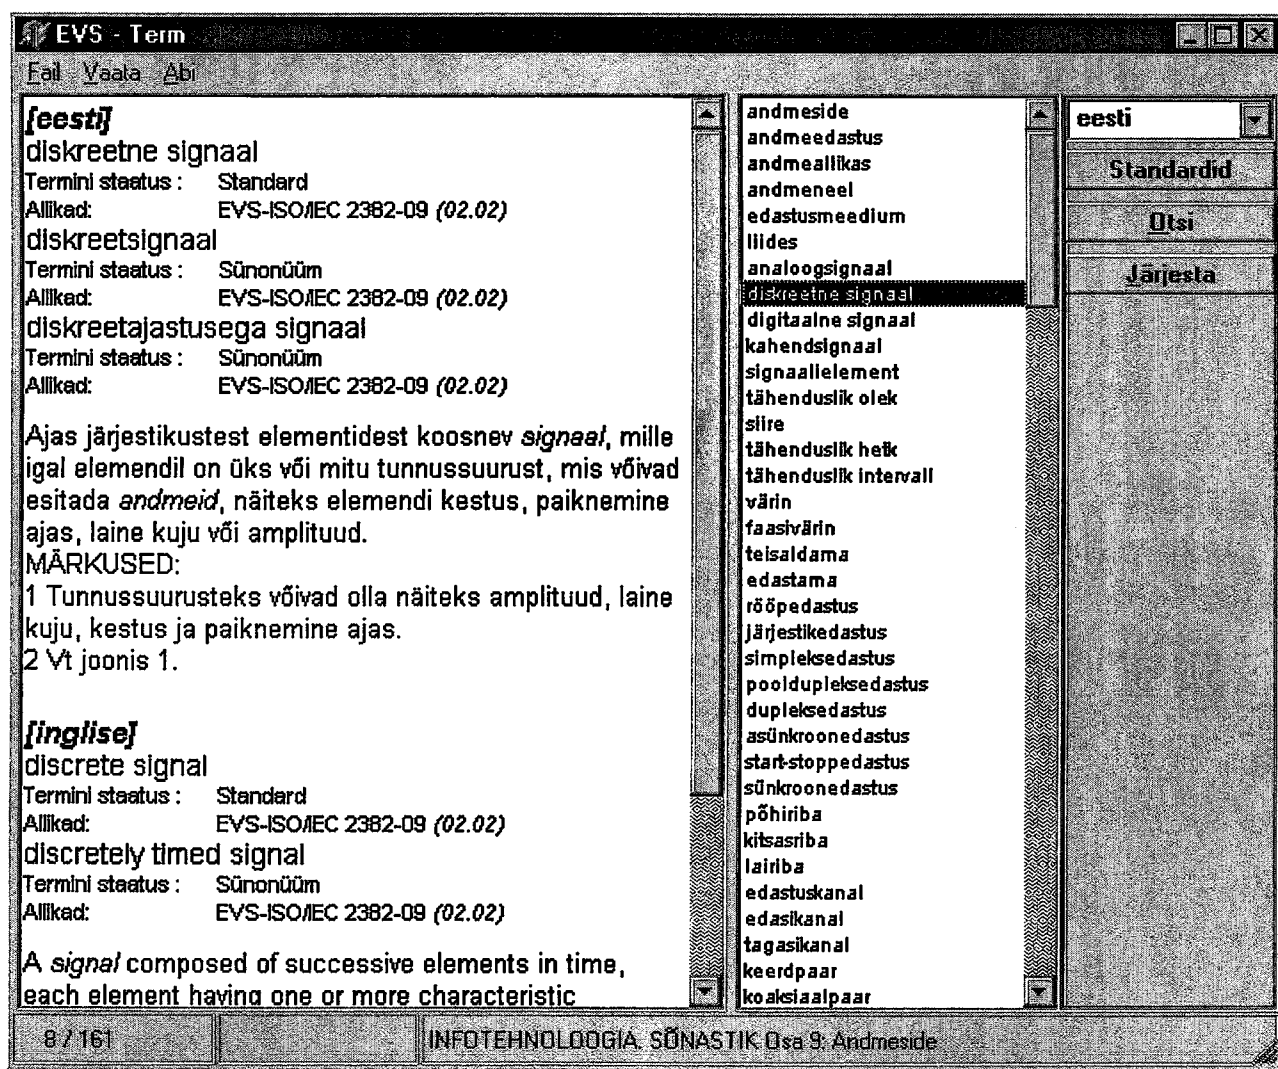 EVS - Term
Fail Vaata Abi
[eesti]
diskreetne signaal
Termini staatus : Standard
Allikad: EVS-ISO/IEC 2382-09 (02.02)
diskreetsignaal
Termini staatus : Sünonüüm
Allikad: EVS-ISO/IEC 2382-09 (02.02)
diskreetajastusega signaal
Termini staatus : Sünonüüm
Allikad: EVS-ISO/IEC 2382-09 (02.02)
Ajas järjestikustest elementidest koosnev signaal, mille
igal elemendil on üks või mitu tunnussuurust, mis võivad
esitada andmeid, näiteks elemendi kestus, paiknemine
ajas, laine kuju või amplituud.
MÄRKUSED:
1 Tunnussuurusteks võivad olla näiteks amplituud, laine
kuju, kestus ja paiknemine ajas.
2 Vt joonis 1.
[inglise]
discrete signal
Termini staatus : Standard
Allikad: EVS-ISO/IEC 2382-09 (02.02)
discretely timed signal
Termini staatus : Sünonüüm
Allikad: EVS-ISO/IEC 2382-09 (02.02)
A signal composed of successive elements in time,
each element having one or more characteristic
andmeside
andmeedastus
andmeallikas
andmeneel
edastusmeedium
liides
analoogsignaal
diskreetne signaal
digitaalne signaal
kahendsignaal
signaalielement
tähenduslik olek
siire
tähenduslik hetk
tähenduslik intervall
värin
faasivärin
teisaldama
edastama
rööpedastus
järjestikedastus
simpleksedastus
pooldupleksedastus
dupleksedastus
asünkroonedastus
start-stoppedastus
sünkroonedastus
põhiriba
kitsasriba
lairiba
edastuskanal
edasikanal
tagasikanal
keerdpaar
koaksiaalpaar
eesti
Standardid
Otsi
Järjesta
8 / 161
INFOTEHNOLOOGIA. SÕNASTIK Osa 9: Andmeside